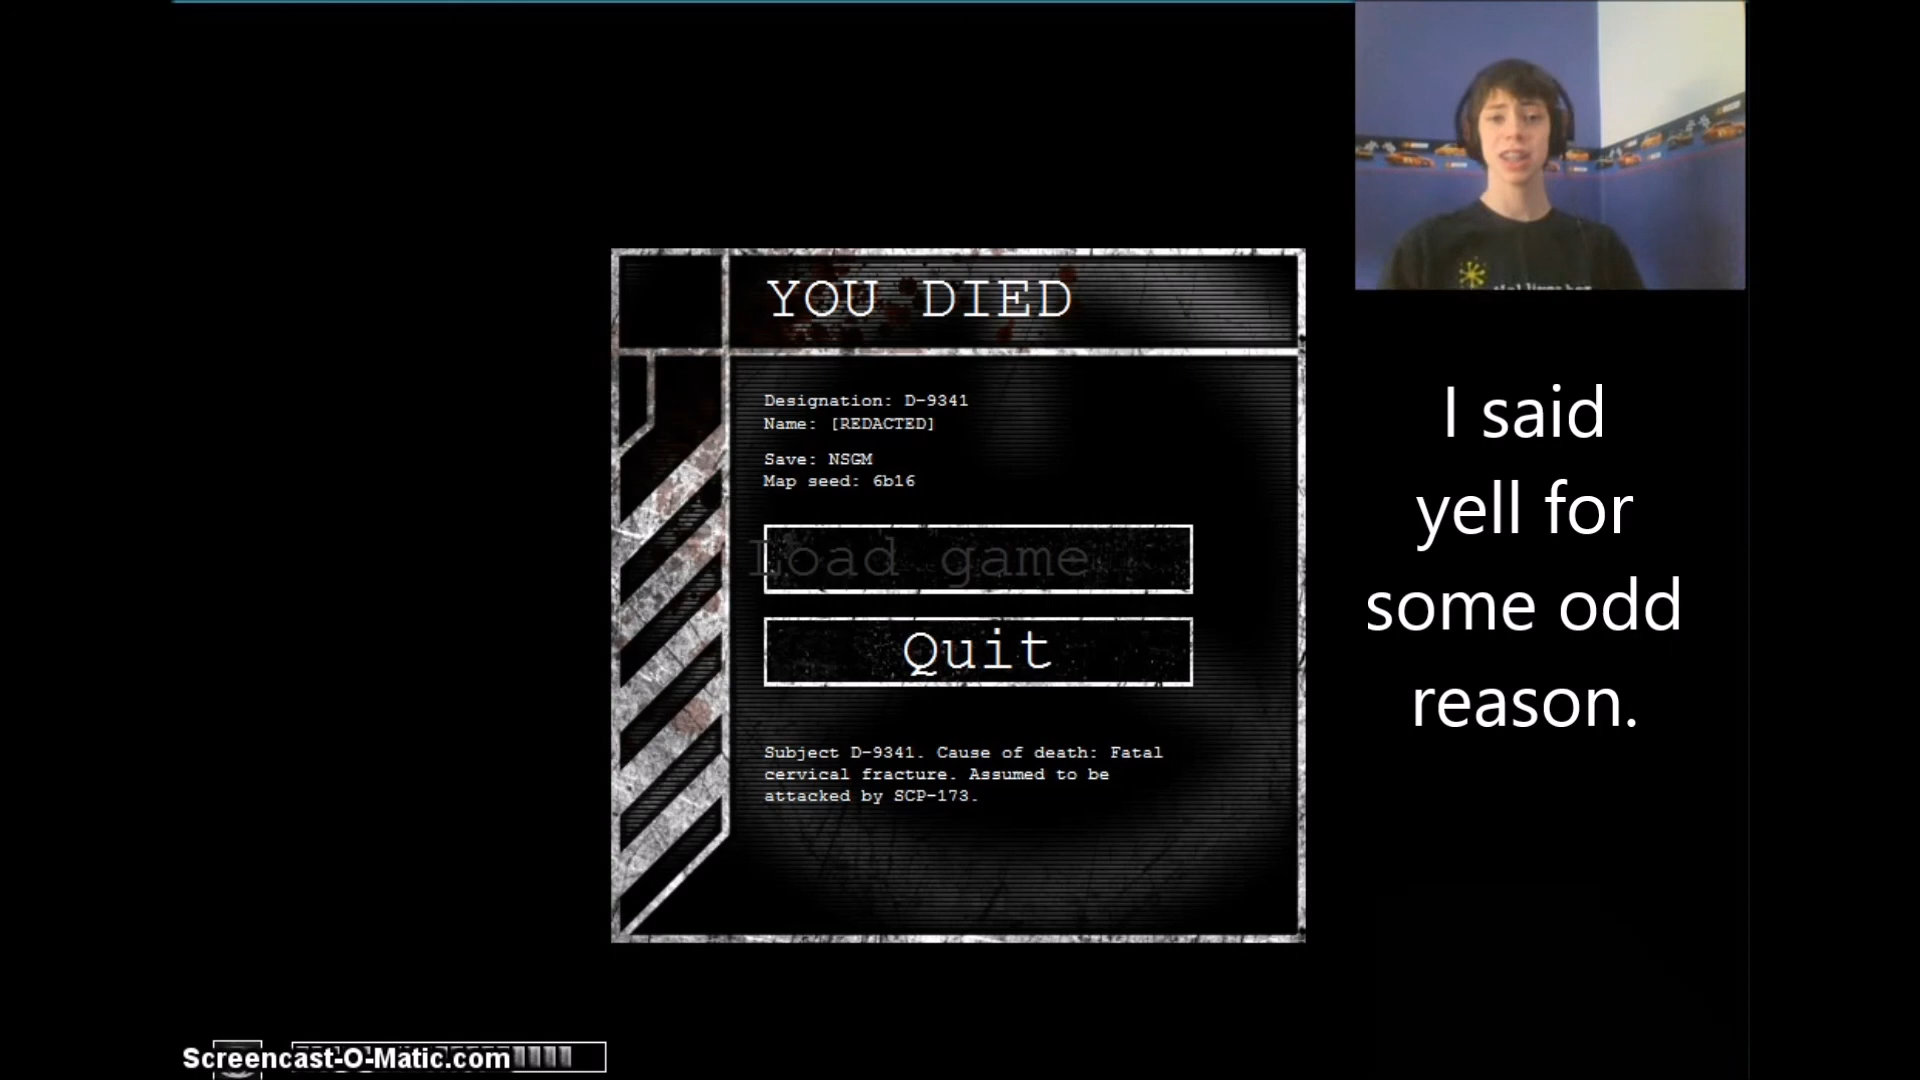 YOU DIED
Designation: D-9341
Name: [REDACTED]
Save: NSGM
Map seed: 6b16
Load game
Quit
Subject D-9341. Cause of death: Fatal
cervical fracture. Assumed to be
attacked by SCP-173.
I said
yell for
some odd
reason.
Screencast-O-Matic.com